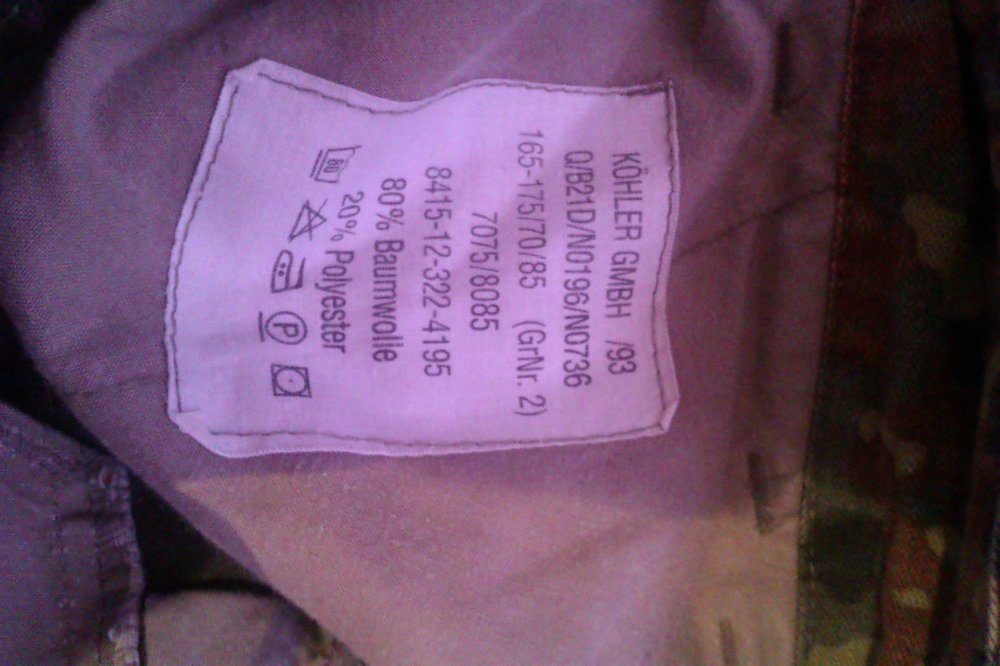 KÖHLER GMBH /93
Q/B21D/N0196/N0736
165-175/70/85 (GrNr. 2)
7075/8085
8415-12-322-4195
80% Baumwolle
20% Polyester
60 P